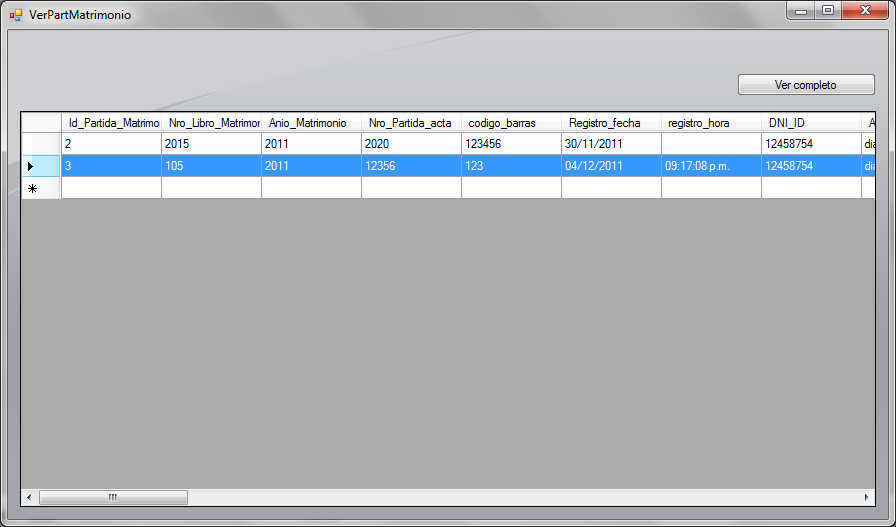 VerPartMatrimonio
Ver completo
Id_Partida_Matrimo Nro_Libro_Matrimor Anio_Matrimonio Nro_Partida_acta codigo_barras Registro_fecha registro_hora DNI_ID A
2 2015 2011 2020 123456 30/11/2011 12458754 dia
3 105 2011 12356 123 04/12/2011 09:17:08 p.m. 12458754 dia